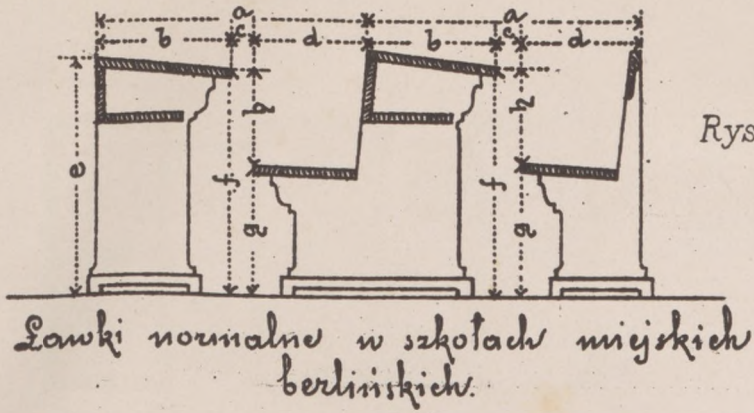 a a
b c d b c d
h h
Rys
e f f
g g
Ławki normalne w szkołach miejskich
berlińskich.